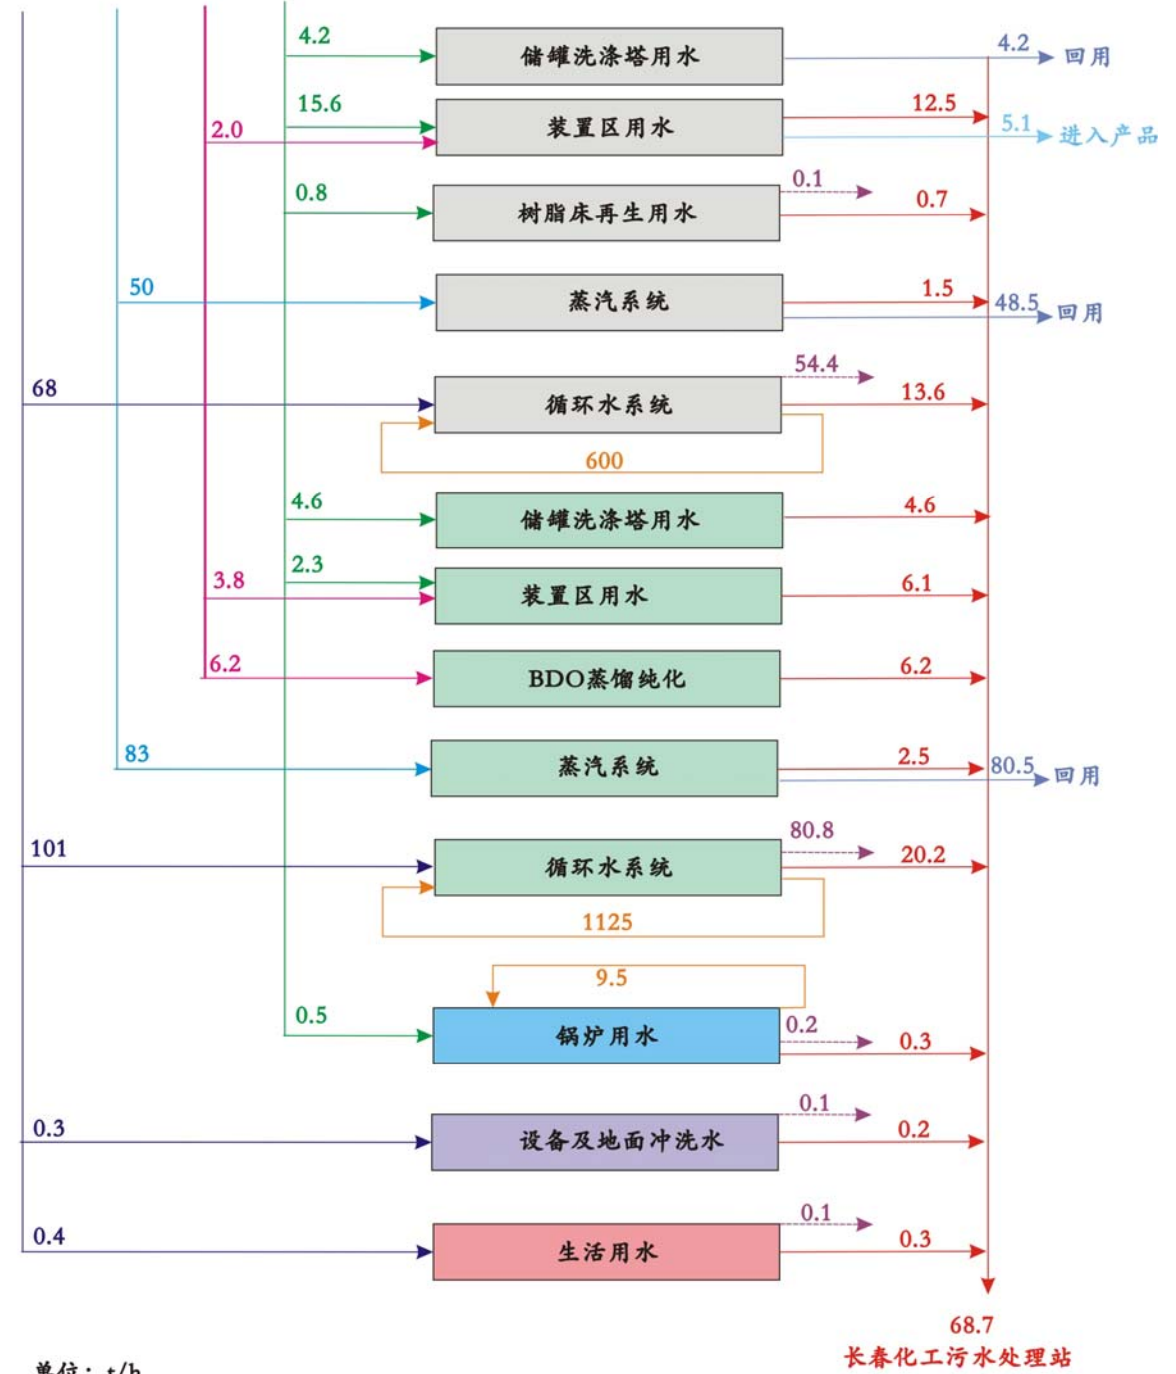 4.2
储罐洗涤塔用水
4.2
回用
15.6
2.0
装置区用水
12.5
5.1
进入产品
0.8
树脂床再生用水
0.1
0.7
50
蒸汽系统
1.5
48.5
回用
68
循环水系统
54.4
13.6
600
4.6
储罐洗涤塔用水
4.6
2.3
3.8
装置区用水
6.1
6.2
BDO蒸馏纯化
6.2
83
蒸汽系统
2.5
80.5
回用
101
循环水系统
80.8
20.2
1125
9.5
0.5
锅炉用水
0.2
0.3
0.3
设备及地面冲洗水
0.1
0.2
0.4
生活用水
0.1
0.3
68.7
长春化工污水处理站
单位：t/h